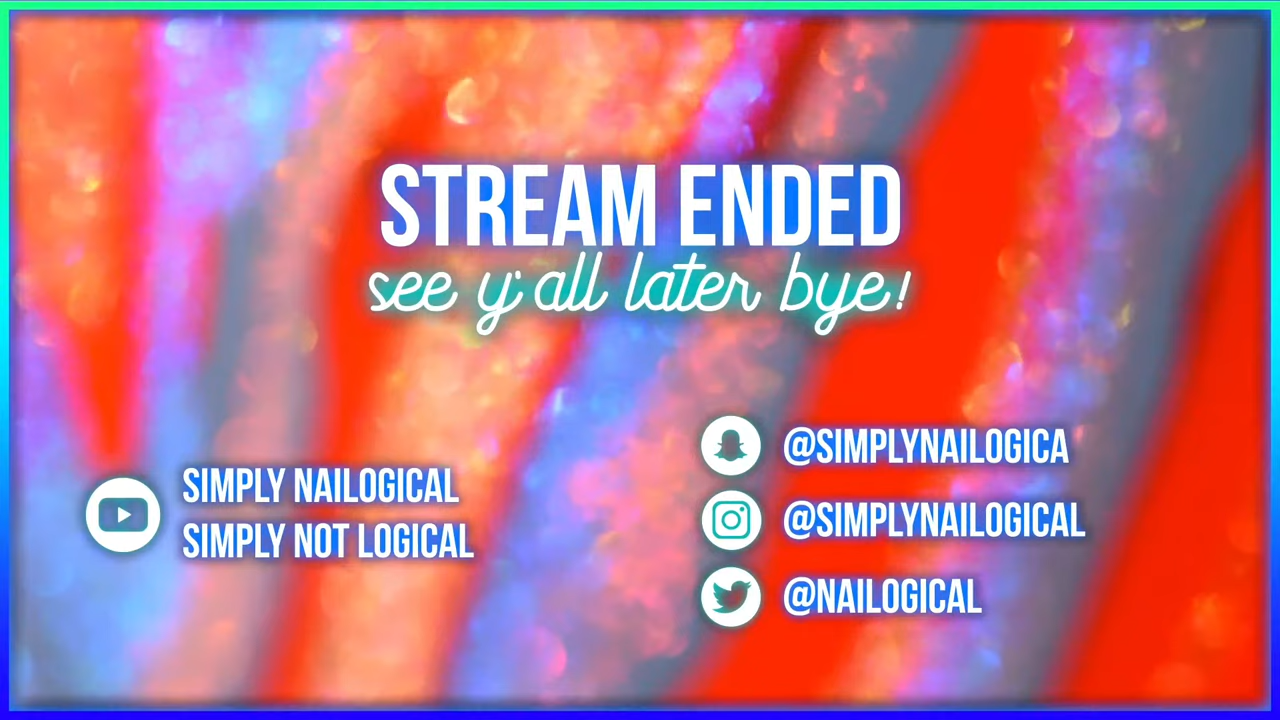 STREAM ENDED
see y'all later bye!
SIMPLY NAILOGICAL
SIMPLY NOT LOGICAL
@SIMPLYNAILOGICA
@SIMPLYNAILOGICAL
@NAILOGICAL